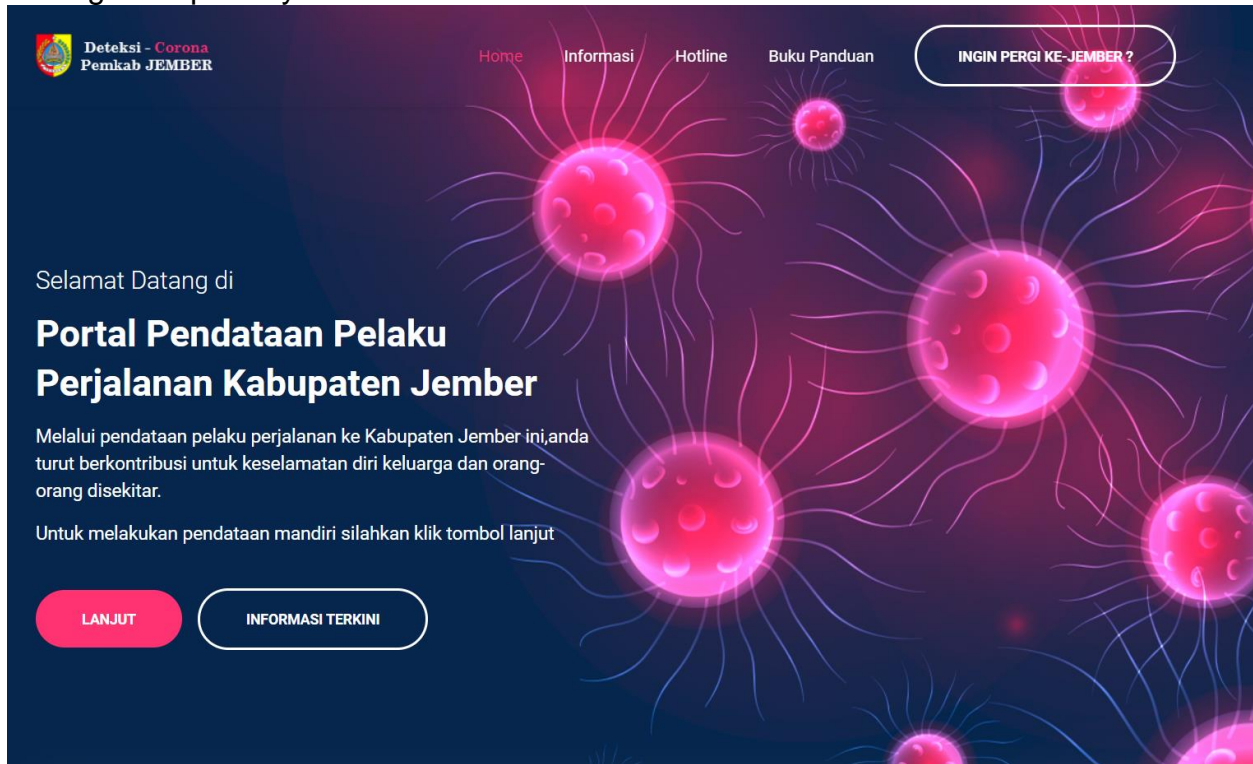 Deteksi - Corona
Pemkab JEMBER
Home
Informasi
Hotline
Buku Panduan
INGIN PERGI KE-JEMBER ?
Selamat Datang di
Portal Pendataan Pelaku
Perjalanan Kabupaten Jember
Melalui pendataan pelaku perjalanan ke Kabupaten Jember ini,anda
turut berkontribusi untuk keselamatan diri keluarga dan orang-
orang disekitar.
Untuk melakukan pendataan mandiri silahkan klik tombol lanjut
LANJUT
INFORMASI TERKINI